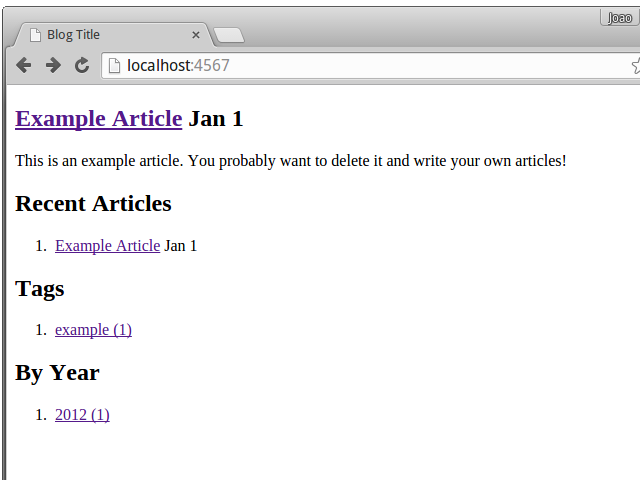 Joao
Blog Title
localhost:4567
Example Article Jan 1
This is an example article. You probably want to delete it and write your own articles!
Recent Articles
1. Example Article Jan 1
Tags
1. example (1)
By Year
1. 2012 (1)